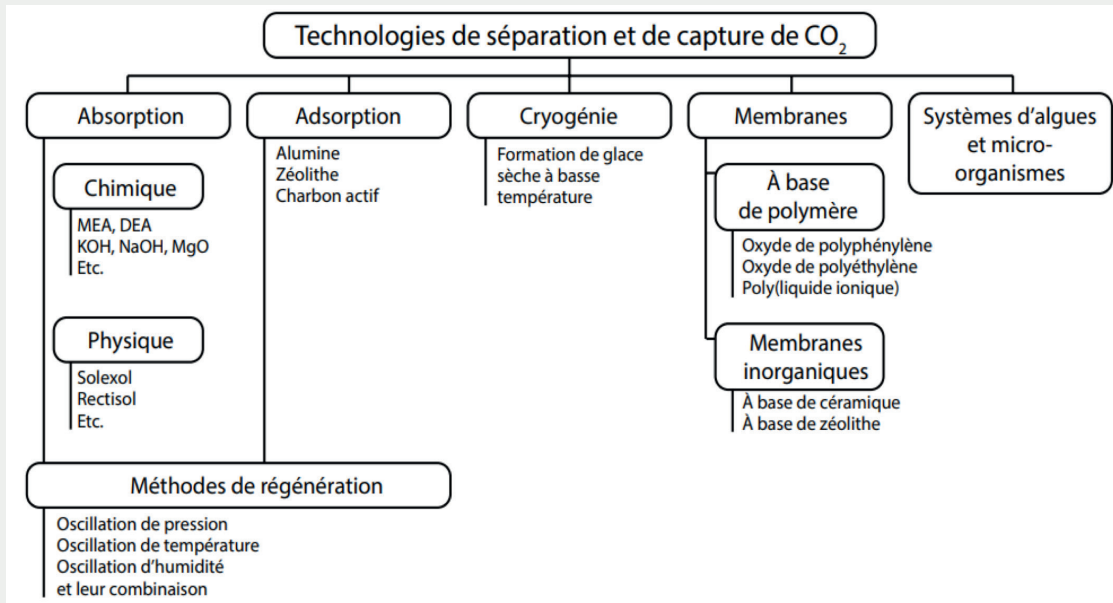 Technologies de séparation et de capture de CO₂
Absorption
Chimique
MEA, DEA
KOH, NaOH, MgO
Etc.
Physique
Solexol
Rectisol
Etc.
Adsorption
Alumine
Zéolithe
Charbon actif
Méthodes de régénération
Oscillation de pression
Oscillation de température
Oscillation d’humidité
et leur combinaison
Cryogénie
Formation de glace
sèche à basse
température
Membranes
À base
de polymère
Oxyde de polyphénylène
Oxyde de polyéthylène
Poly(liquide ionique)
Membranes
inorganiques
À base de céramique
À base de zéolithe
Systèmes d’algues
et micro-
organismes